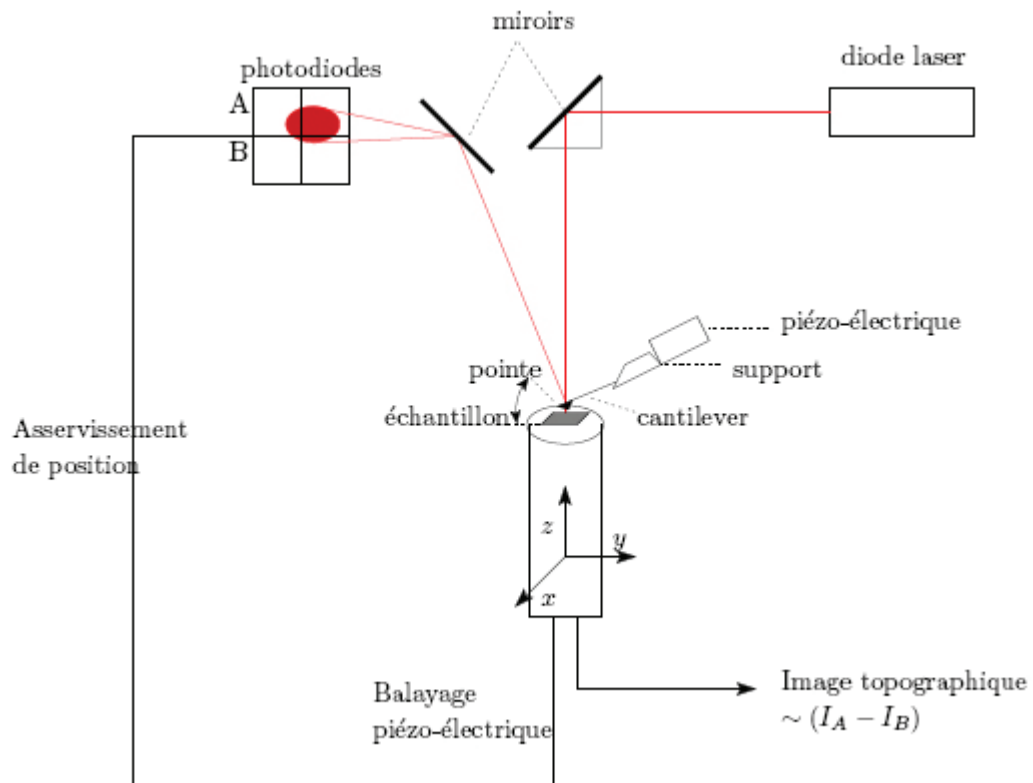 miroirs
diode laser
photodiodes
A
B
piézo-électrique
pointe
support
échantillon
cantilever
Asservissement
de position
z
y
x
Balayage
piézo-électrique
Image topographique
∼ (I_A − I_B)